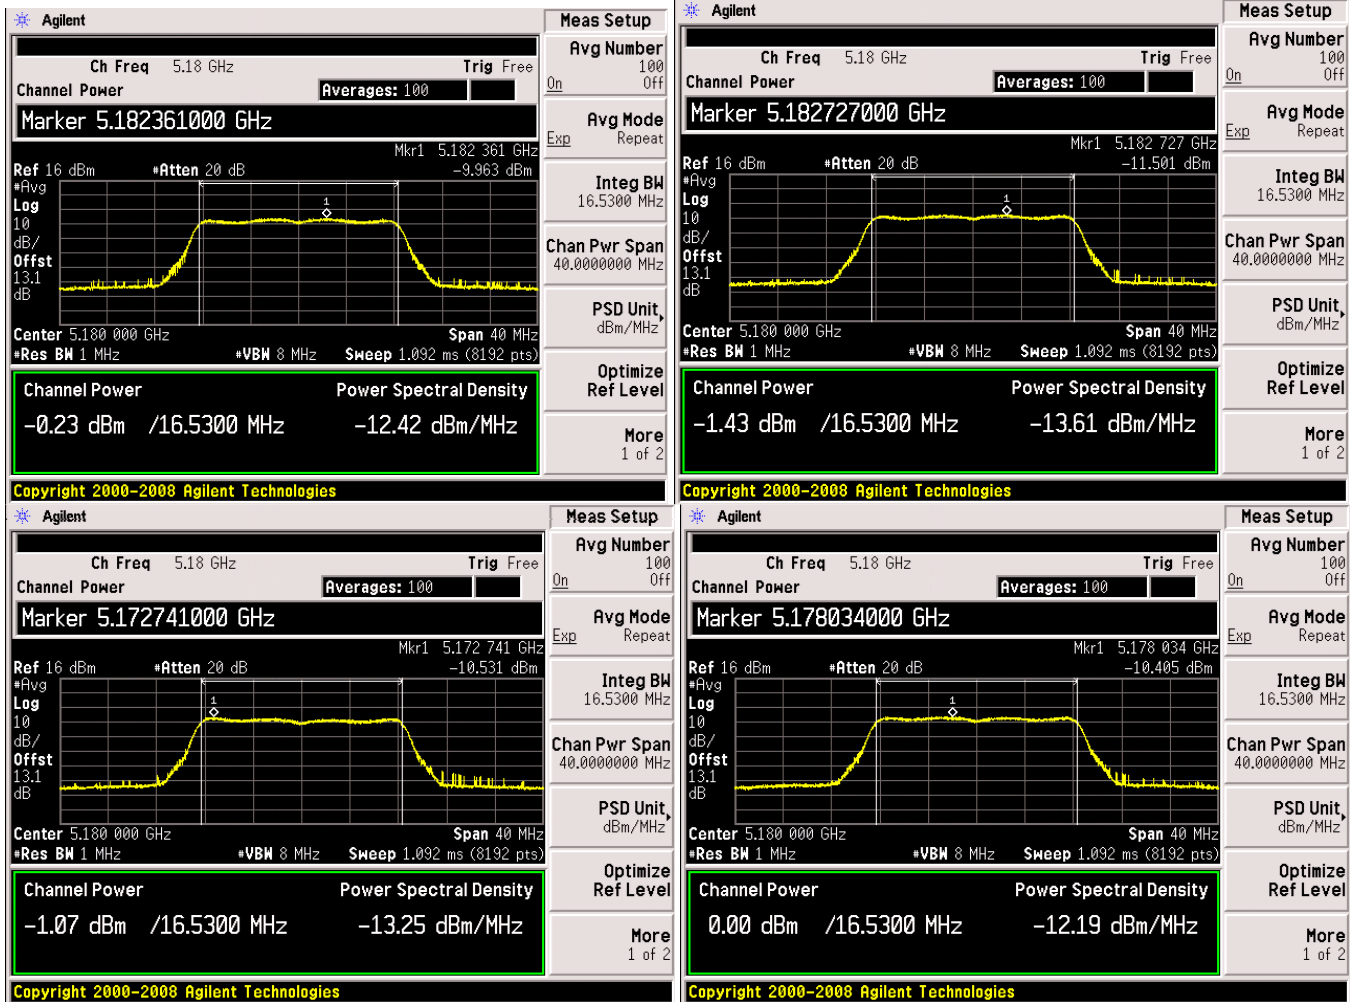 Agilent
Meas Setup
Ch Freq 5.18 GHz Trig Free
Channel Power Averages: 100
Marker 5.182361000 GHz
Mkr1 5.182 361 GHz
Ref 16 dBm #Atten 20 dB -9.963 dBm
#Avg
Log
10
dB/
Offst
13.1
dB
1
Center 5.180 000 GHz Span 40 MHz
#Res BW 1 MHz #VBW 8 MHz Sweep 1.092 ms (8192 pts)
Channel Power Power Spectral Density
-0.23 dBm /16.5300 MHz -12.42 dBm/MHz
Avg Number
100
On Off
Avg Mode
Exp Repeat
Integ BW
16.5300 MHz
Chan Pwr Span
40.0000000 MHz
PSD Unit
dBm/MHz
Optimize
Ref Level
More
1 of 2
Copyright 2000-2008 Agilent Technologies
Agilent
Meas Setup
Ch Freq 5.18 GHz Trig Free
Channel Power Averages: 100
Marker 5.182727000 GHz
Mkr1 5.182 727 GHz
Ref 16 dBm #Atten 20 dB -11.501 dBm
#Avg
Log
10
dB/
Offst
13.1
dB
1
Center 5.180 000 GHz Span 40 MHz
#Res BW 1 MHz #VBW 8 MHz Sweep 1.092 ms (8192 pts)
Channel Power Power Spectral Density
-1.43 dBm /16.5300 MHz -13.61 dBm/MHz
Avg Number
100
On Off
Avg Mode
Exp Repeat
Integ BW
16.5300 MHz
Chan Pwr Span
40.0000000 MHz
PSD Unit
dBm/MHz
Optimize
Ref Level
More
1 of 2
Copyright 2000-2008 Agilent Technologies
Agilent
Meas Setup
Ch Freq 5.18 GHz Trig Free
Channel Power Averages: 100
Marker 5.172741000 GHz
Mkr1 5.172 741 GHz
Ref 16 dBm #Atten 20 dB -10.531 dBm
#Avg
Log
10
dB/
Offst
13.1
dB
1
Center 5.180 000 GHz Span 40 MHz
#Res BW 1 MHz #VBW 8 MHz Sweep 1.092 ms (8192 pts)
Channel Power Power Spectral Density
-1.07 dBm /16.5300 MHz -13.25 dBm/MHz
Avg Number
100
On Off
Avg Mode
Exp Repeat
Integ BW
16.5300 MHz
Chan Pwr Span
40.0000000 MHz
PSD Unit
dBm/MHz
Optimize
Ref Level
More
1 of 2
Copyright 2000-2008 Agilent Technologies
Agilent
Meas Setup
Ch Freq 5.18 GHz Trig Free
Channel Power Averages: 100
Marker 5.178034000 GHz
Mkr1 5.178 034 GHz
Ref 16 dBm #Atten 20 dB -10.405 dBm
#Avg
Log
10
dB/
Offst
13.1
dB
1
Center 5.180 000 GHz Span 40 MHz
#Res BW 1 MHz #VBW 8 MHz Sweep 1.092 ms (8192 pts)
Channel Power Power Spectral Density
0.00 dBm /16.5300 MHz -12.19 dBm/MHz
Avg Number
100
On Off
Avg Mode
Exp Repeat
Integ BW
16.5300 MHz
Chan Pwr Span
40.0000000 MHz
PSD Unit
dBm/MHz
Optimize
Ref Level
More
1 of 2
Copyright 2000-2008 Agilent Technologies